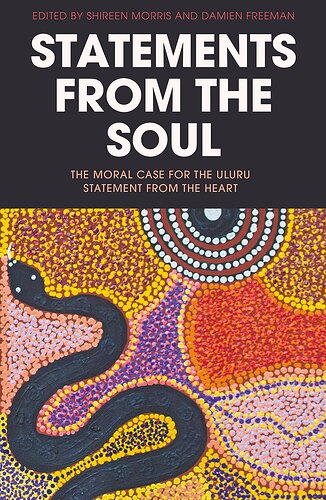 EDITED BY SHIREEN MORRIS AND DAMIEN FREEMAN
STATEMENTS
FROM THE
SOUL
THE MORAL CASE FOR THE ULURU
STATEMENT FROM THE HEART